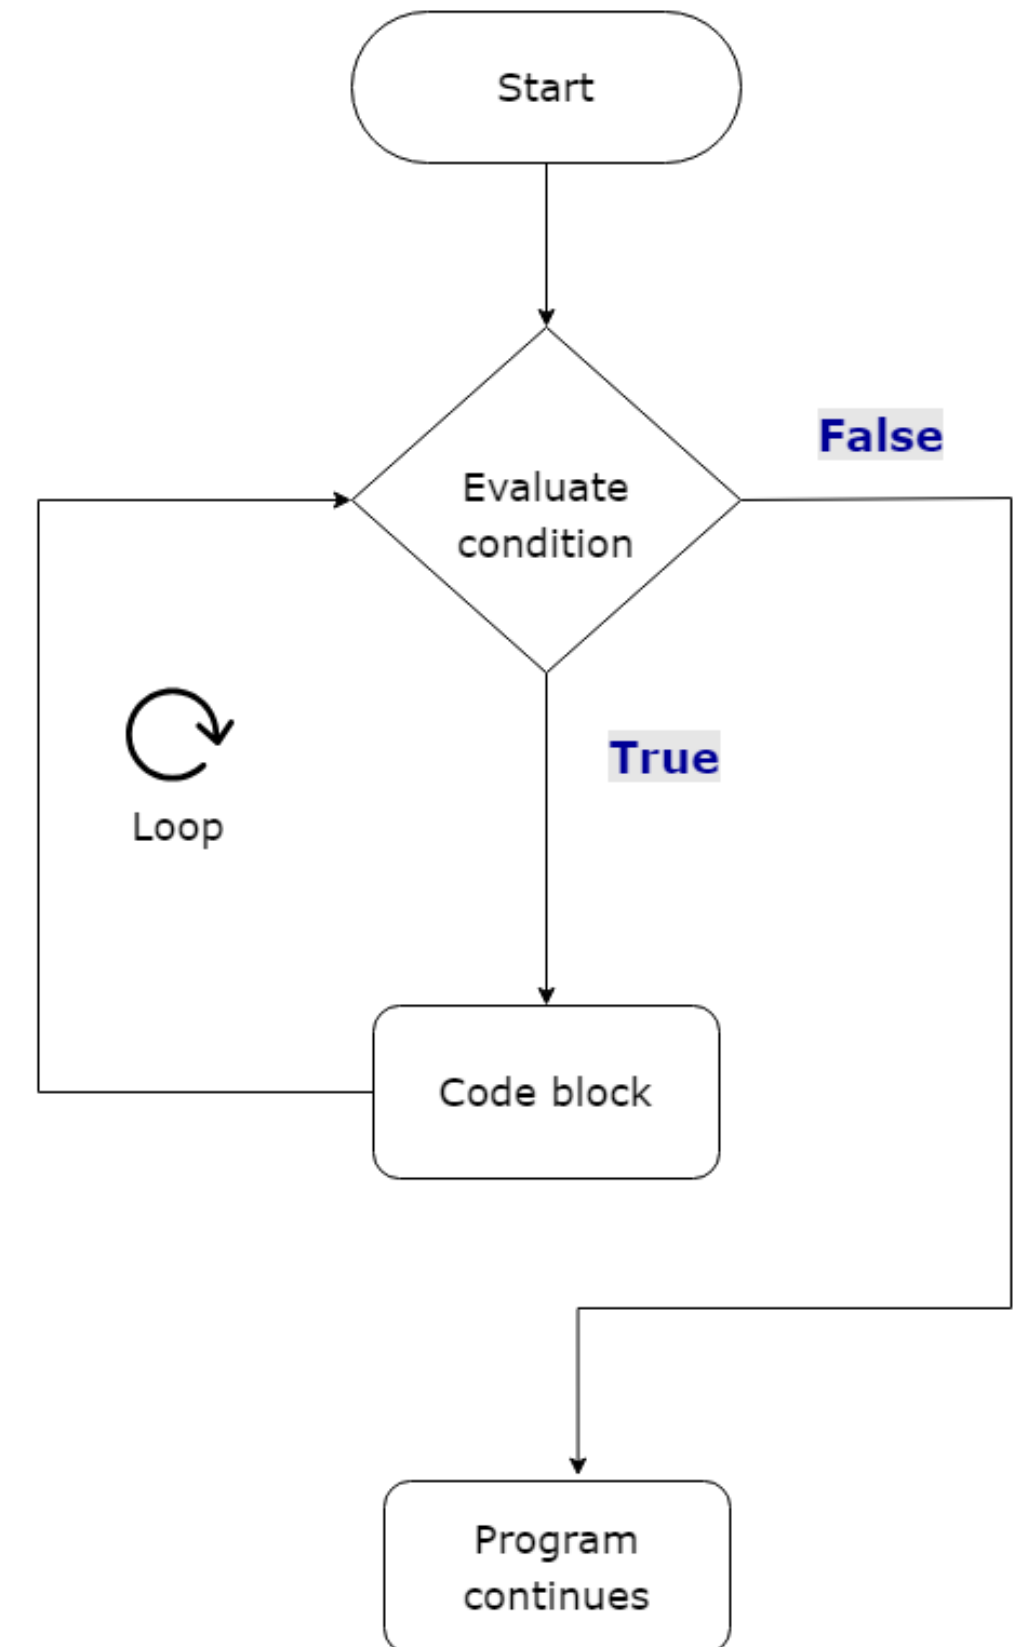 Start
False
Evaluate
condition
True
Loop
Code block
Program
continues